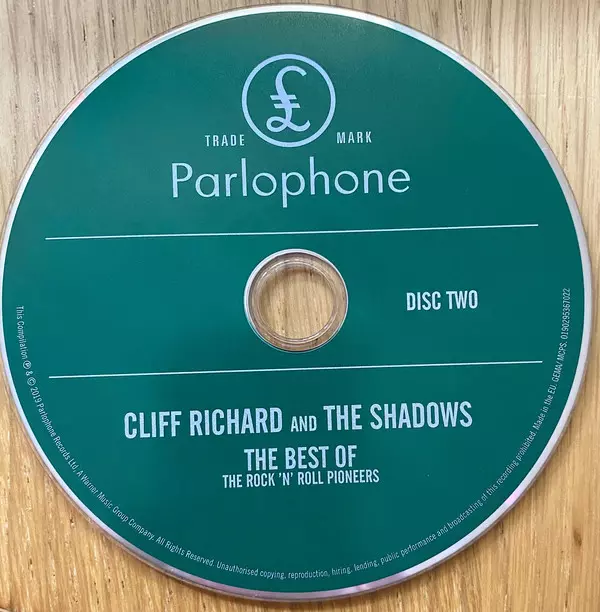 £
TRADE MARK
Parlophone
DISC TWO
CLIFF RICHARD AND THE SHADOWS
THE BEST OF
THE ROCK 'N' ROLL PIONEERS
This Compilation ℗ & © 2019 Parlophone Records Ltd, A Warner Music Group Company. All Rights Reserved. Unauthorised copying, reproduction, hiring, lending, public performance and broadcasting of this recording prohibited. Made in the EU. GEMA/ MCPS. 0190295367022